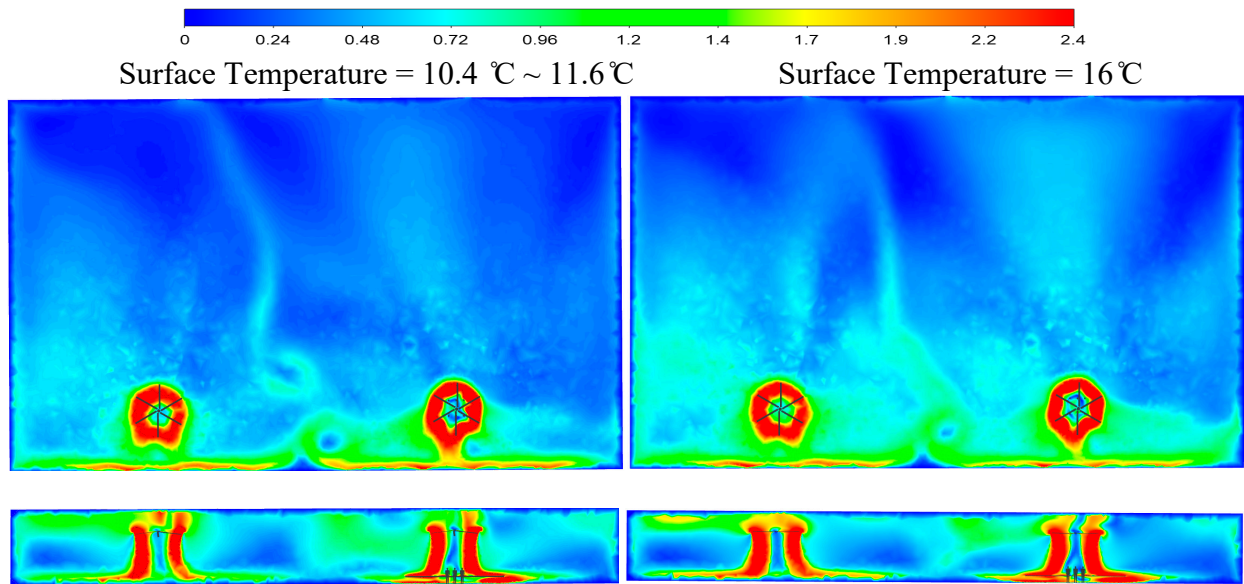 0 0.24 0.48 0.72 0.96 1.2 1.4 1.7 1.9 2.2 2.4
Surface Temperature = 10.4 ℃ ~ 11.6℃ Surface Temperature = 16℃